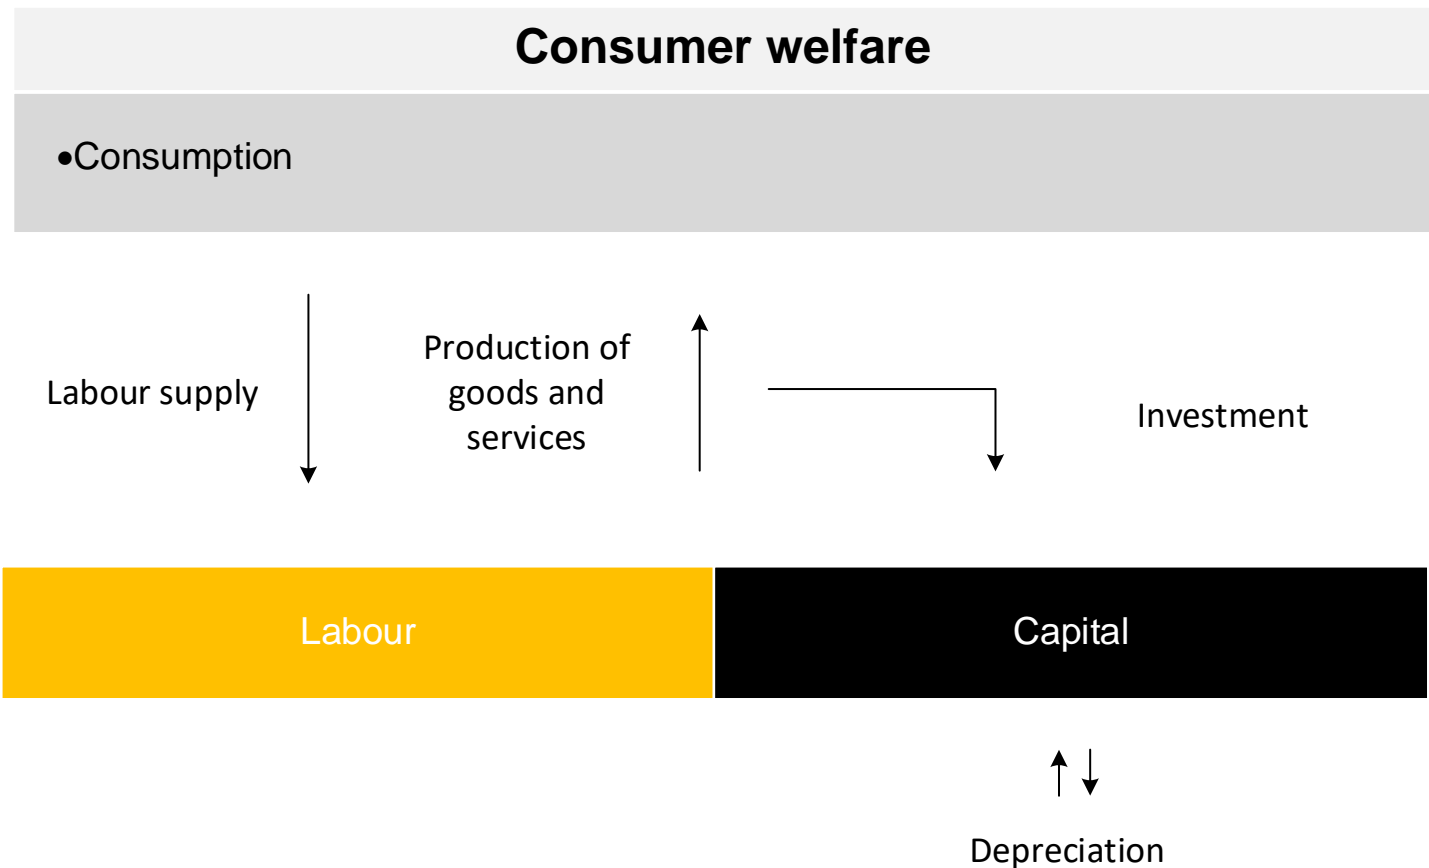 Consumer welfare
•Consumption
Labour supply
Production of
goods and
services
Investment
Labour
Capital
Depreciation